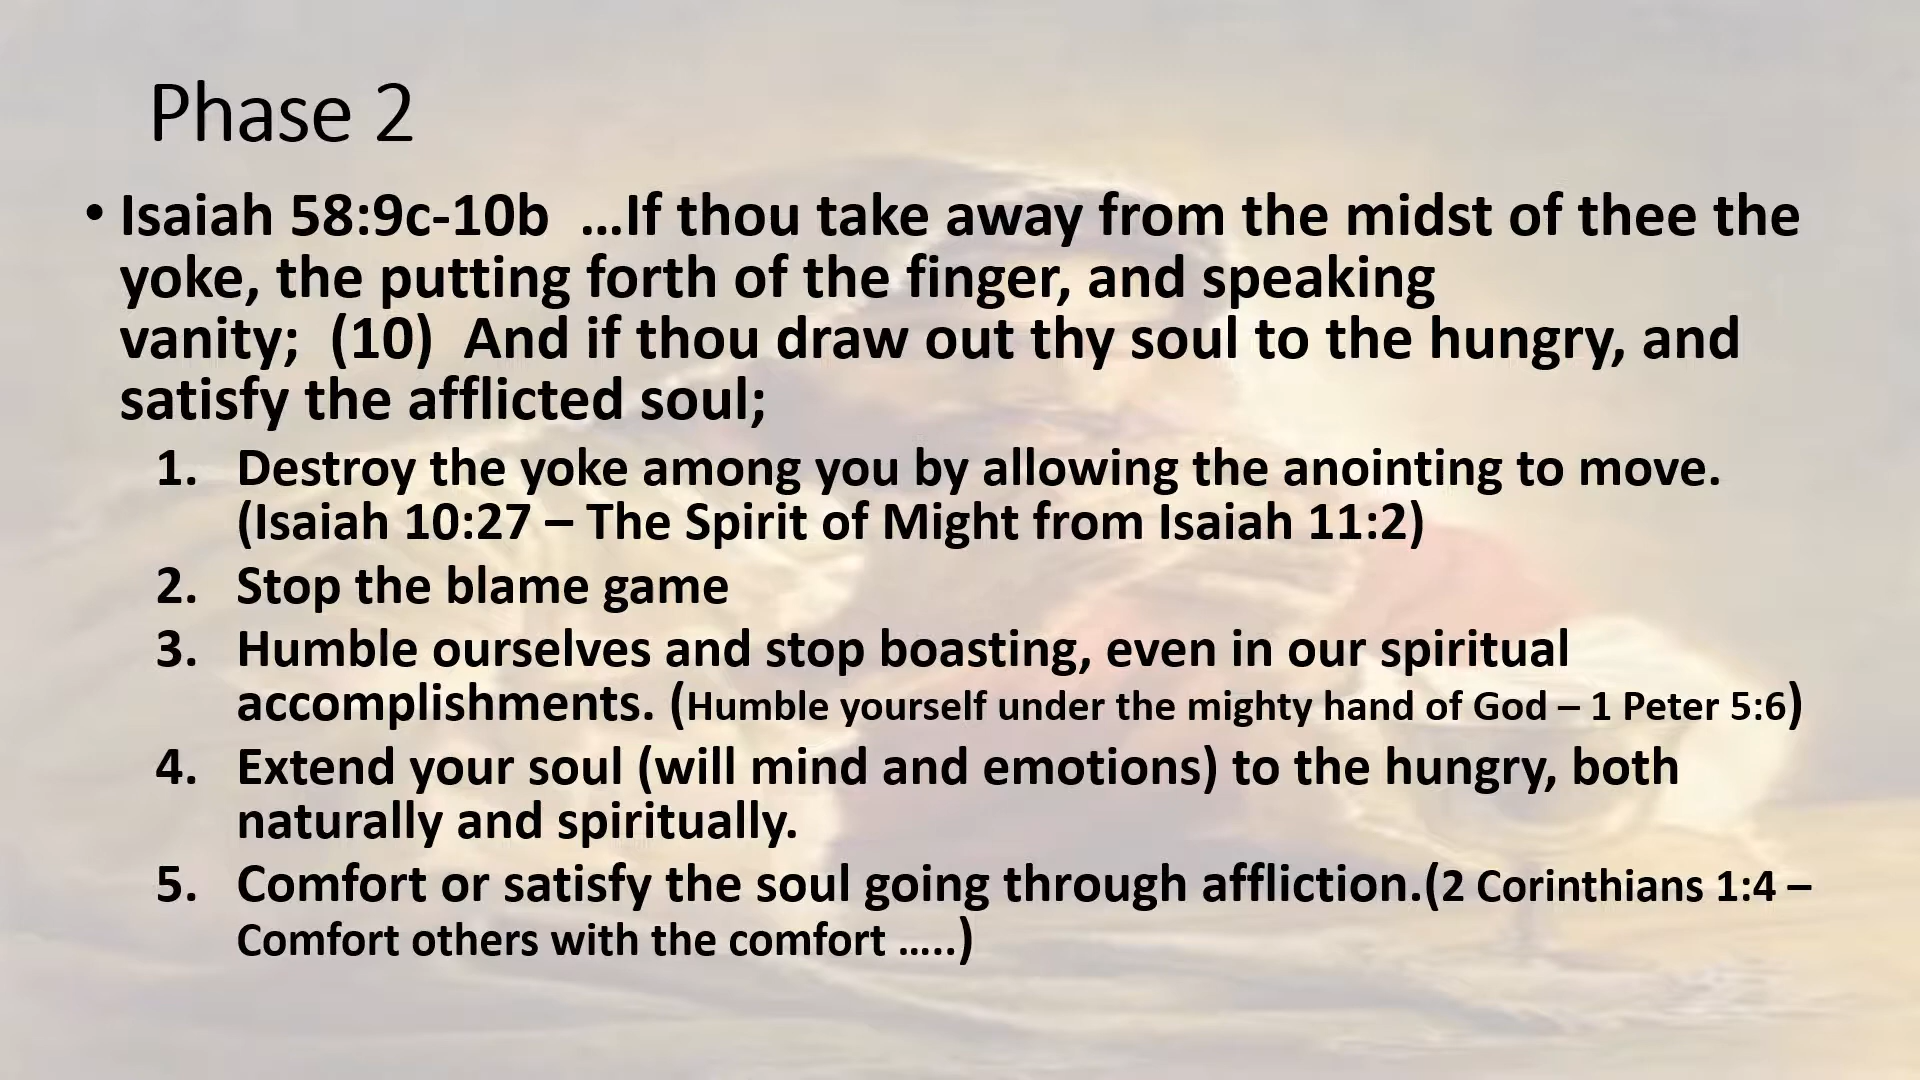 Phase 2
• Isaiah 58:9c-10b  …If thou take away from the midst of thee the
yoke, the putting forth of the finger, and speaking
vanity;  (10)  And if thou draw out thy soul to the hungry, and
satisfy the afflicted soul;
1. Destroy the yoke among you by allowing the anointing to move.
(Isaiah 10:27 – The Spirit of Might from Isaiah 11:2)
2. Stop the blame game
3. Humble ourselves and stop boasting, even in our spiritual
accomplishments. (Humble yourself under the mighty hand of God – 1 Peter 5:6)
4. Extend your soul (will mind and emotions) to the hungry, both
naturally and spiritually.
5. Comfort or satisfy the soul going through affliction.(2 Corinthians 1:4 –
Comfort others with the comfort …..)